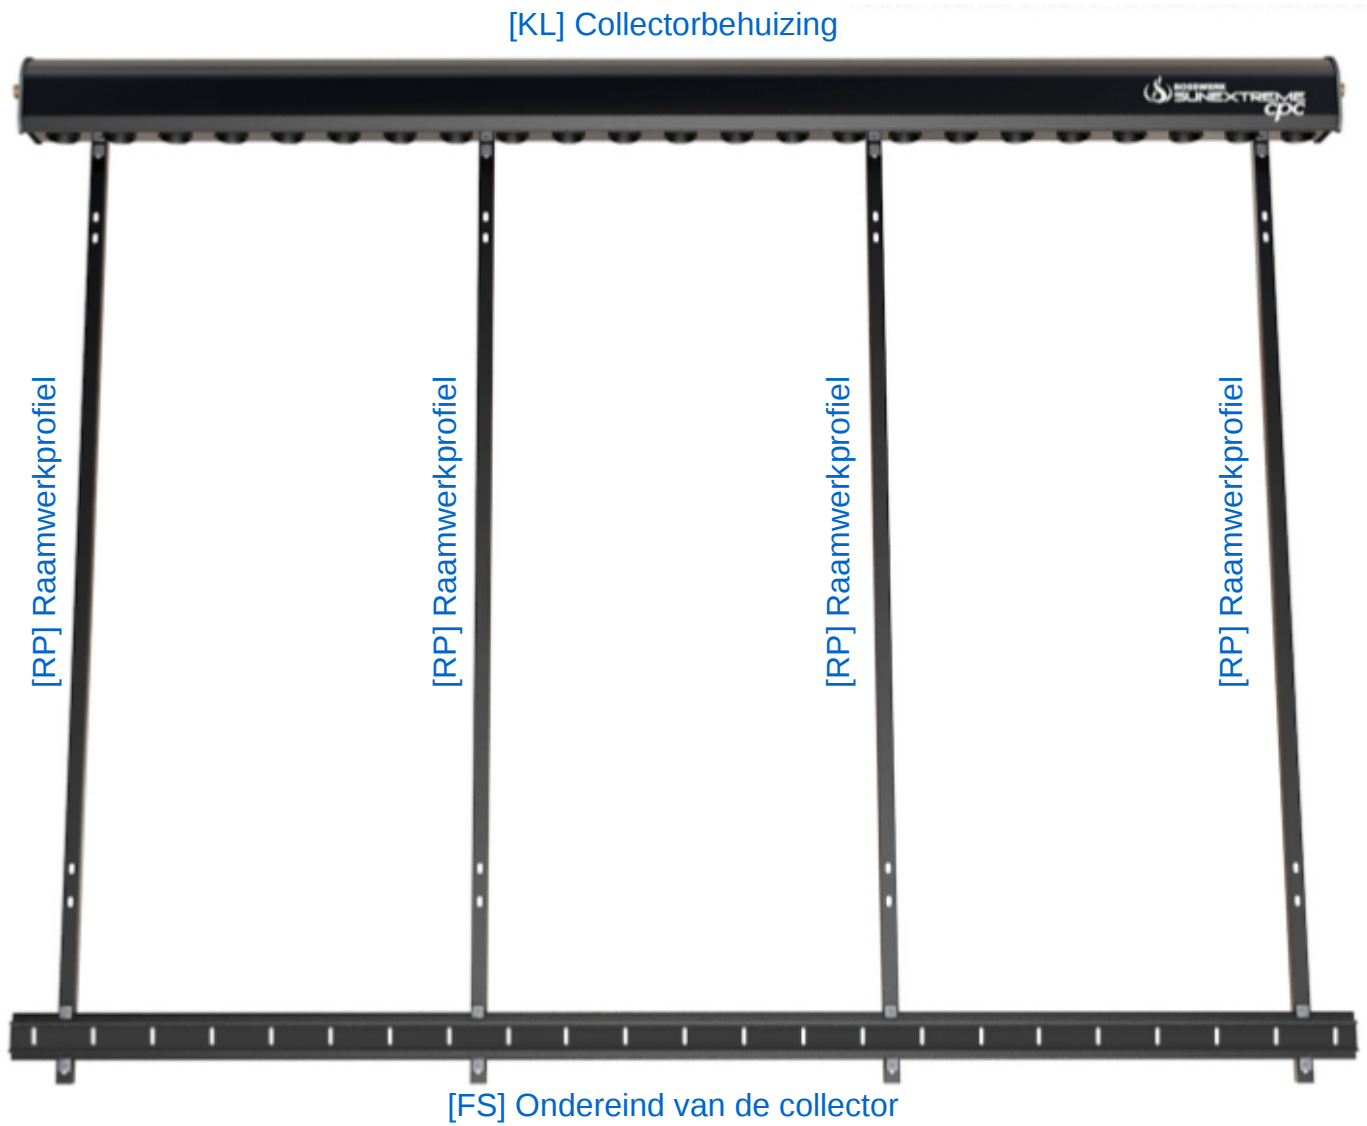 [KL] Collectorbehuizing
SUNEXTREME
cpc
[RP] Raamwerkprofiel
[RP] Raamwerkprofiel
[RP] Raamwerkprofiel
[RP] Raamwerkprofiel
[FS] Ondereind van de collector